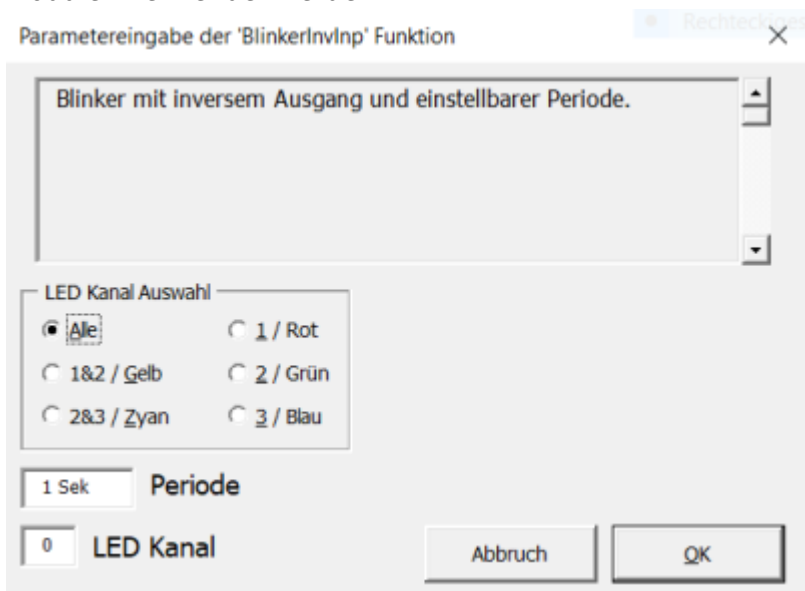 Parametereingabe der 'BlinkerInvInp' Funktion
Rechteckiges
Blinker mit inversem Ausgang und einstellbarer Periode.
LED Kanal Auswahl
Alle
1 / Rot
1&2 / Gelb
2 / Grün
2&3 / Zyan
3 / Blau
1 Sek Periode
0 LED Kanal
Abbruch
OK